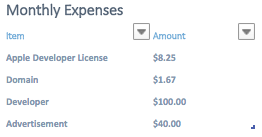 Monthly Expenses
Item Amount
Apple Developer License $8.25
Domain $1.67
Developer $100.00
Advertisement $40.00